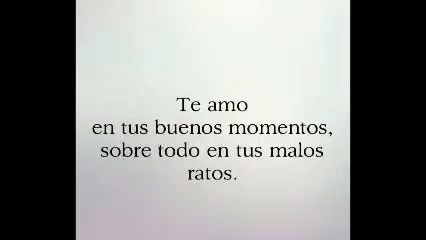 Te amo
en tus buenos momentos,
sobre todo en tus malos
ratos.